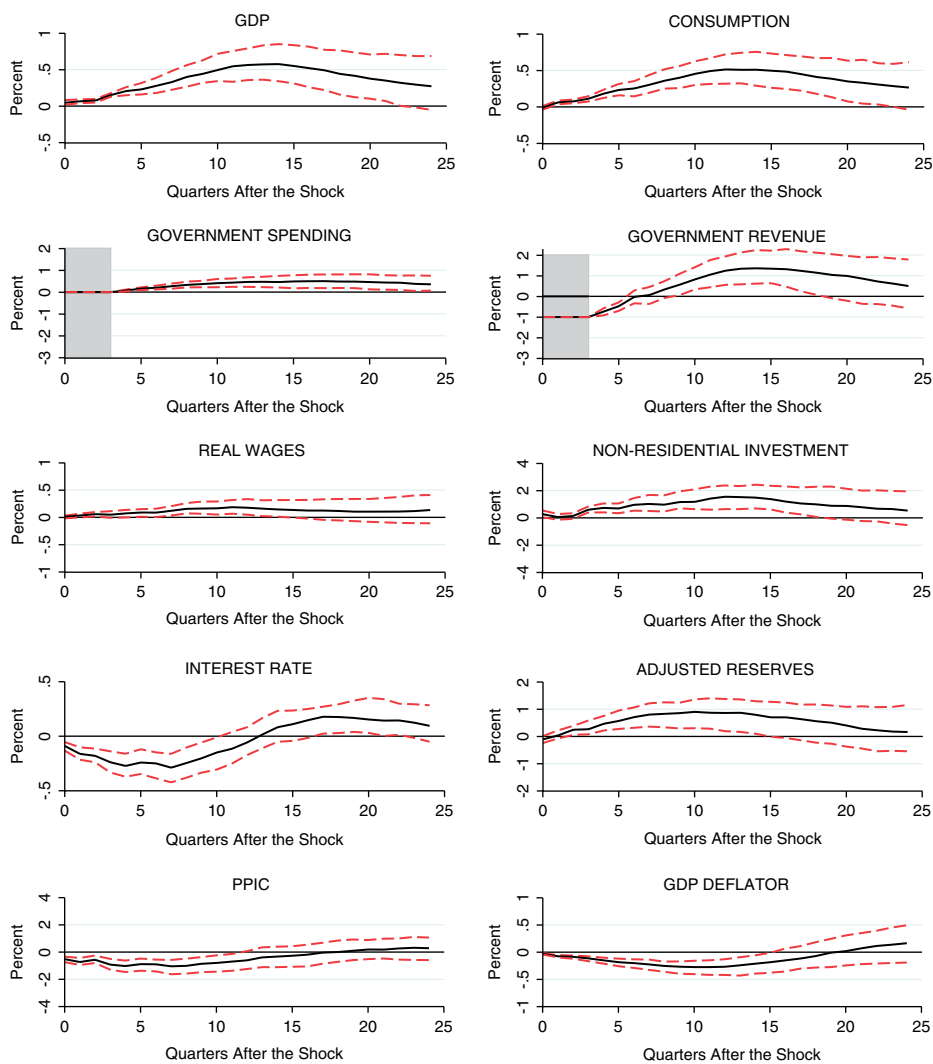 GDP
Percent
1
.5
0
-.5
0 5 10 15 20 25
Quarters After the Shock
CONSUMPTION
Percent
1
.5
0
-.5
0 5 10 15 20 25
Quarters After the Shock
GOVERNMENT SPENDING
Percent
2
1
0
-1
-2
-3
0 5 10 15 20 25
Quarters After the Shock
GOVERNMENT REVENUE
Percent
2
1
0
-1
-2
-3
0 5 10 15 20 25
Quarters After the Shock
REAL WAGES
Percent
1
.5
0
-.5
-1
0 5 10 15 20 25
Quarters After the Shock
NON-RESIDENTIAL INVESTMENT
Percent
4
2
0
-2
-4
0 5 10 15 20 25
Quarters After the Shock
INTEREST RATE
Percent
.5
0
-.5
0 5 10 15 20 25
Quarters After the Shock
ADJUSTED RESERVES
Percent
2
1
0
-1
-2
0 5 10 15 20 25
Quarters After the Shock
PPIC
Percent
4
2
0
-2
-4
0 5 10 15 20 25
Quarters After the Shock
GDP DEFLATOR
Percent
1
.5
0
-.5
-1
0 5 10 15 20 25
Quarters After the Shock